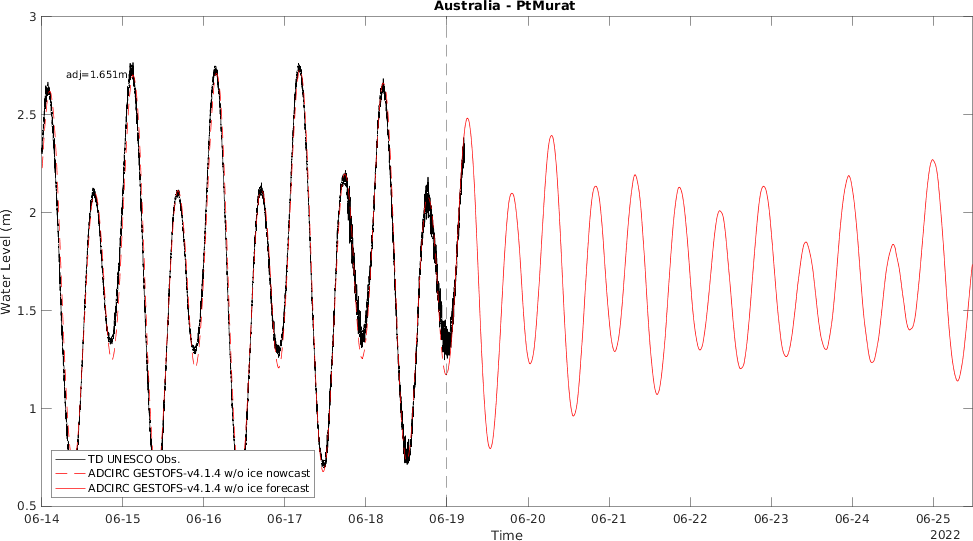 Australia - PtMurat
adj=1.651m
3
2.5
2
1.5
1
0.5
Water Level (m)
TD UNESCO Obs.
ADCIRC GESTOFS-v4.1.4 w/o ice nowcast
ADCIRC GESTOFS-v4.1.4 w/o ice forecast
06-14 06-15 06-16 06-17 06-18 06-19 06-20 06-21 06-22 06-23 06-24 06-25
Time
2022